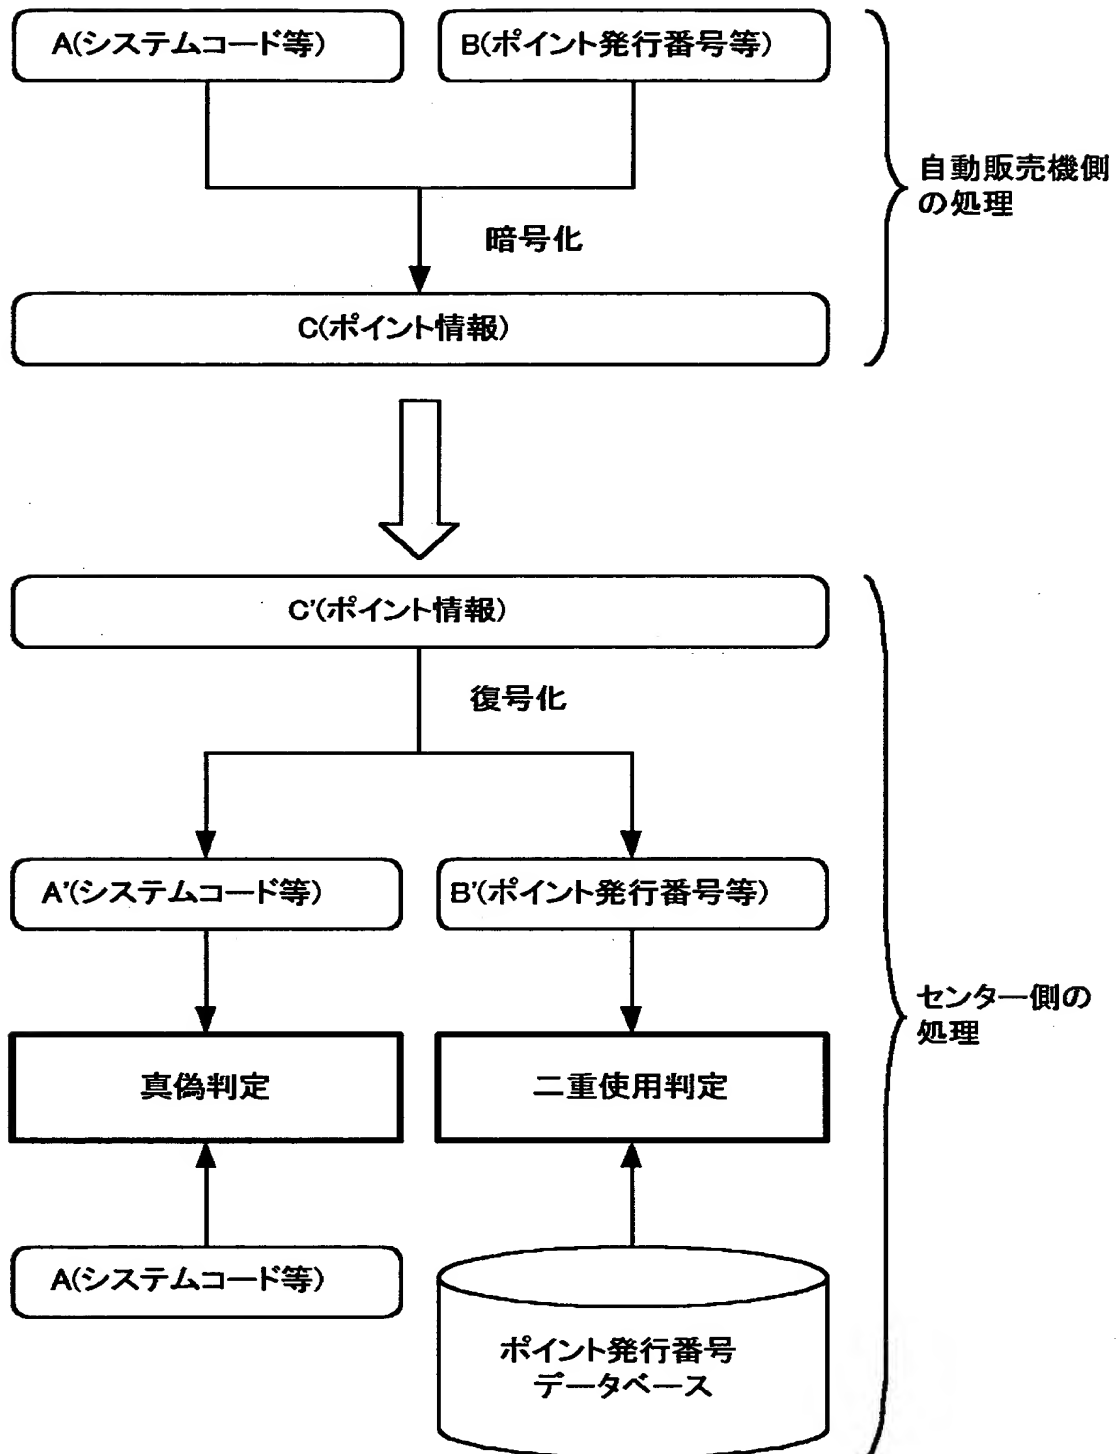 A(システムコード等)
B(ポイント発行番号等)
自動販売機側
の処理
暗号化
C(ポイント情報)
C'(ポイント情報)
復号化
A'(システムコード等)
B'(ポイント発行番号等)
センター側の
処理
真偽判定
二重使用判定
A(システムコード等)
ポイント発行番号
データベース